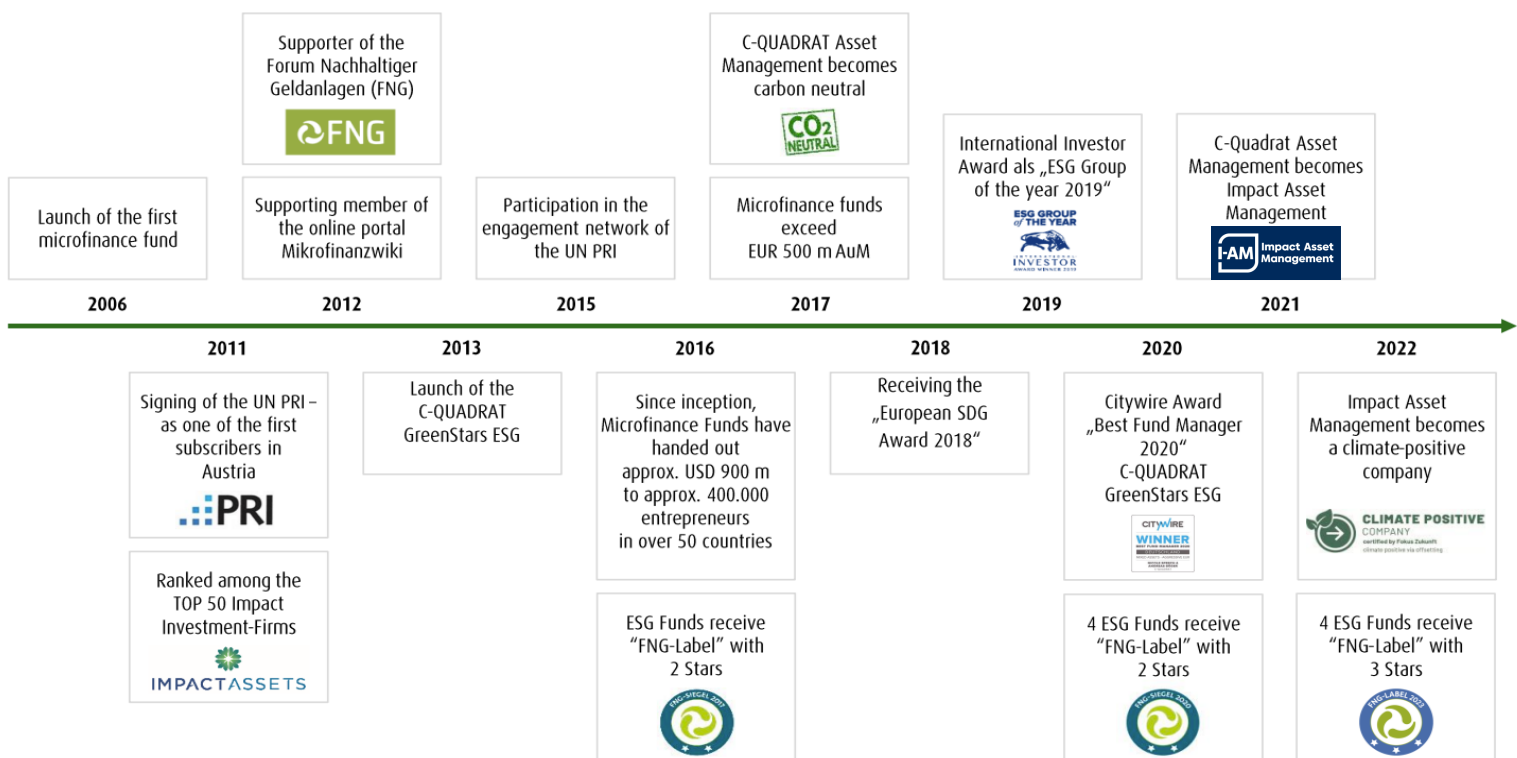 Supporter of the
Forum Nachhaltiger
Geldanlagen (FNG)
FNG
C-QUADRAT Asset
Management becomes
carbon neutral
CO2
NEUTRAL
International Investor
Award als „ESG Group
of the year 2019“
ESG GROUP
of THE YEAR
INTERNATIONAL
INVESTOR
AWARD WINNER 2019
C-Quadrat Asset
Management becomes
Impact Asset
Management
I-AM
Impact Asset
Management
Launch of the first
microfinance fund
Supporting member of
the online portal
Mikrofinanzwiki
Participation in the
engagement network of
the UN PRI
Microfinance funds
exceed
EUR 500 m AuM
2006
2012
2015
2017
2019
2021
2011
2013
2016
2018
2020
2022
Signing of the UN PRI –
as one of the first
subscribers in
Austria
PRI
Launch of the
C-QUADRAT
GreenStars ESG
Since inception,
Microfinance Funds have
handed out
approx. USD 900 m
to approx. 400.000
entrepreneurs
in over 50 countries
Receiving the
„European SDG
Award 2018“
Citywire Award
„Best Fund Manager
2020“
C-QUADRAT
GreenStars ESG
CITYWIRE
WINNER
BEST FUND MANAGER 2020
DEUTSCHLAND
Impact Asset
Management becomes
a climate-positive
company
CLIMATE POSITIVE
COMPANY
certified by Fokus Zukunft
climate positive via offsetting
Ranked among the
TOP 50 Impact
Investment-Firms
IMPACTASSETS
ESG Funds receive
“FNG-Label” with
2 Stars
FNG-SIEGEL 2017
4 ESG Funds receive
“FNG-Label” with
2 Stars
FNG-SIEGEL 2020
4 ESG Funds receive
“FNG-Label” with
3 Stars
FNG-LABEL 2022